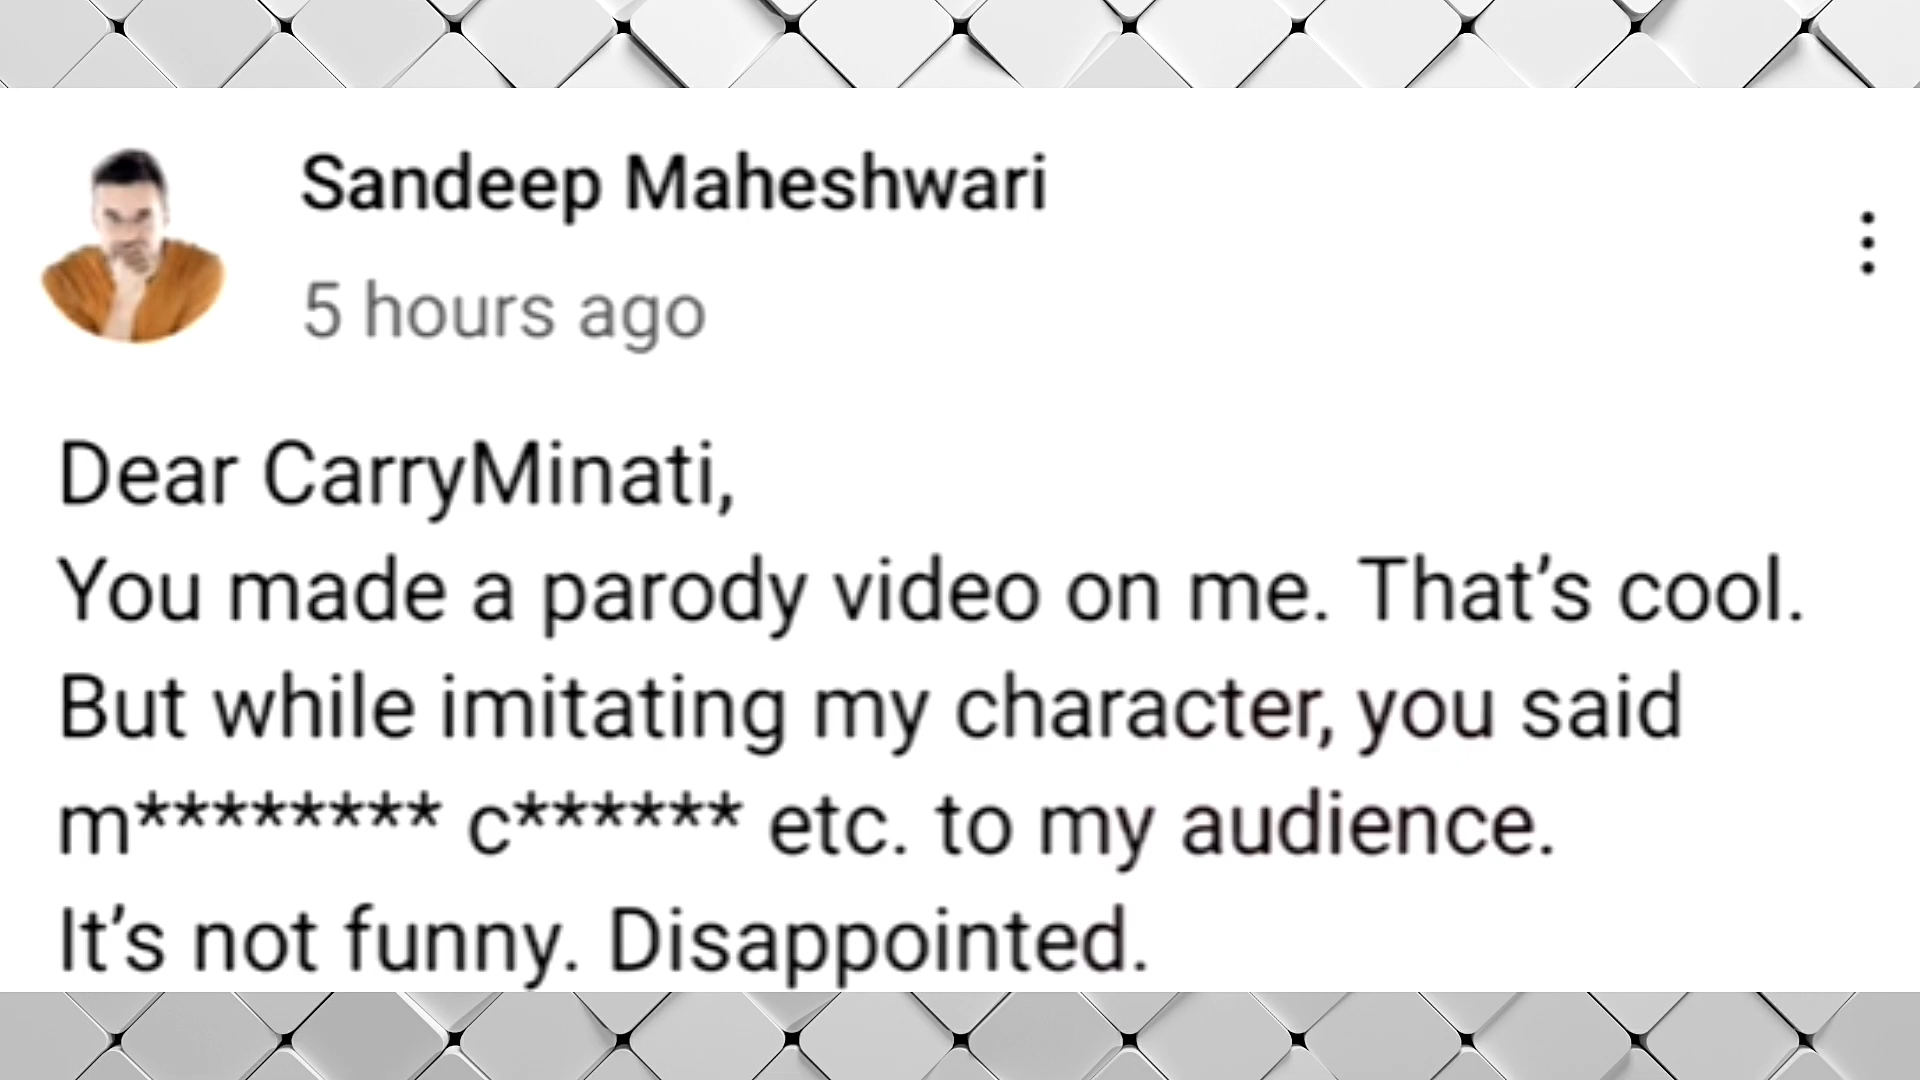 Sandeep Maheshwari
5 hours ago
Dear CarryMinati,
You made a parody video on me. That’s cool.
But while imitating my character, you said
m******** c****** etc. to my audience.
It’s not funny. Disappointed.